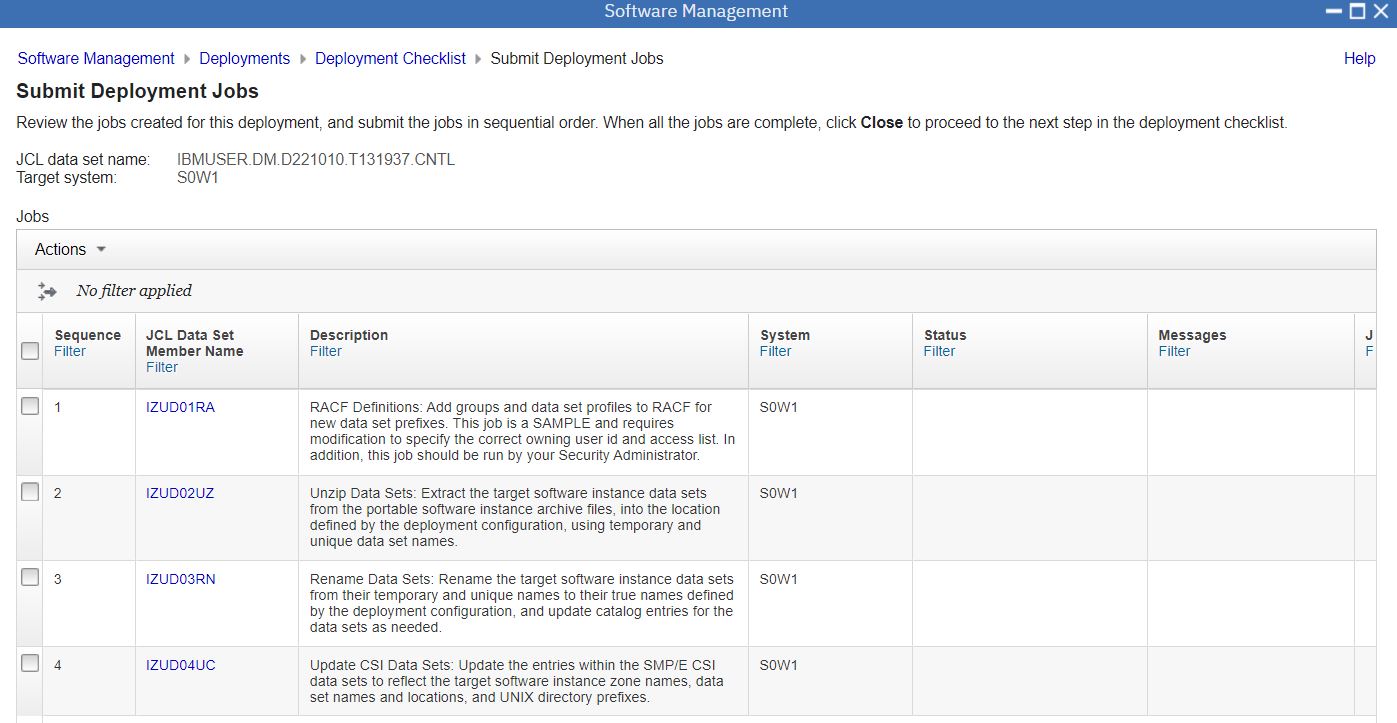 Software Management
Software Management Deployments Deployment Checklist Submit Deployment Jobs Help
Submit Deployment Jobs
Review the jobs created for this deployment, and submit the jobs in sequential order. When all the jobs are complete, click Close to proceed to the next step in the deployment checklist.
JCL data set name: IBMUSER.DM.D221010.T131937.CNTL
Target system: S0W1
Jobs
Actions
No filter applied
Sequence
Filter
JCL Data Set
Member Name
Filter
Description
Filter
System
Filter
Status
Filter
Messages
Filter
J
F
1
IZUD01RA
RACF Definitions: Add groups and data set profiles to RACF for
new data set prefixes. This job is a SAMPLE and requires
modification to specify the correct owning user id and access list. In
addition, this job should be run by your Security Administrator.
S0W1
2
IZUD02UZ
Unzip Data Sets: Extract the target software instance data sets
from the portable software instance archive files, into the location
defined by the deployment configuration, using temporary and
unique data set names.
S0W1
3
IZUD03RN
Rename Data Sets: Rename the target software instance data sets
from their temporary and unique names to their true names defined
by the deployment configuration, and update catalog entries for the
data sets as needed.
S0W1
4
IZUD04UC
Update CSI Data Sets: Update the entries within the SMP/E CSI
data sets to reflect the target software instance zone names, data
set names and locations, and UNIX directory prefixes.
S0W1